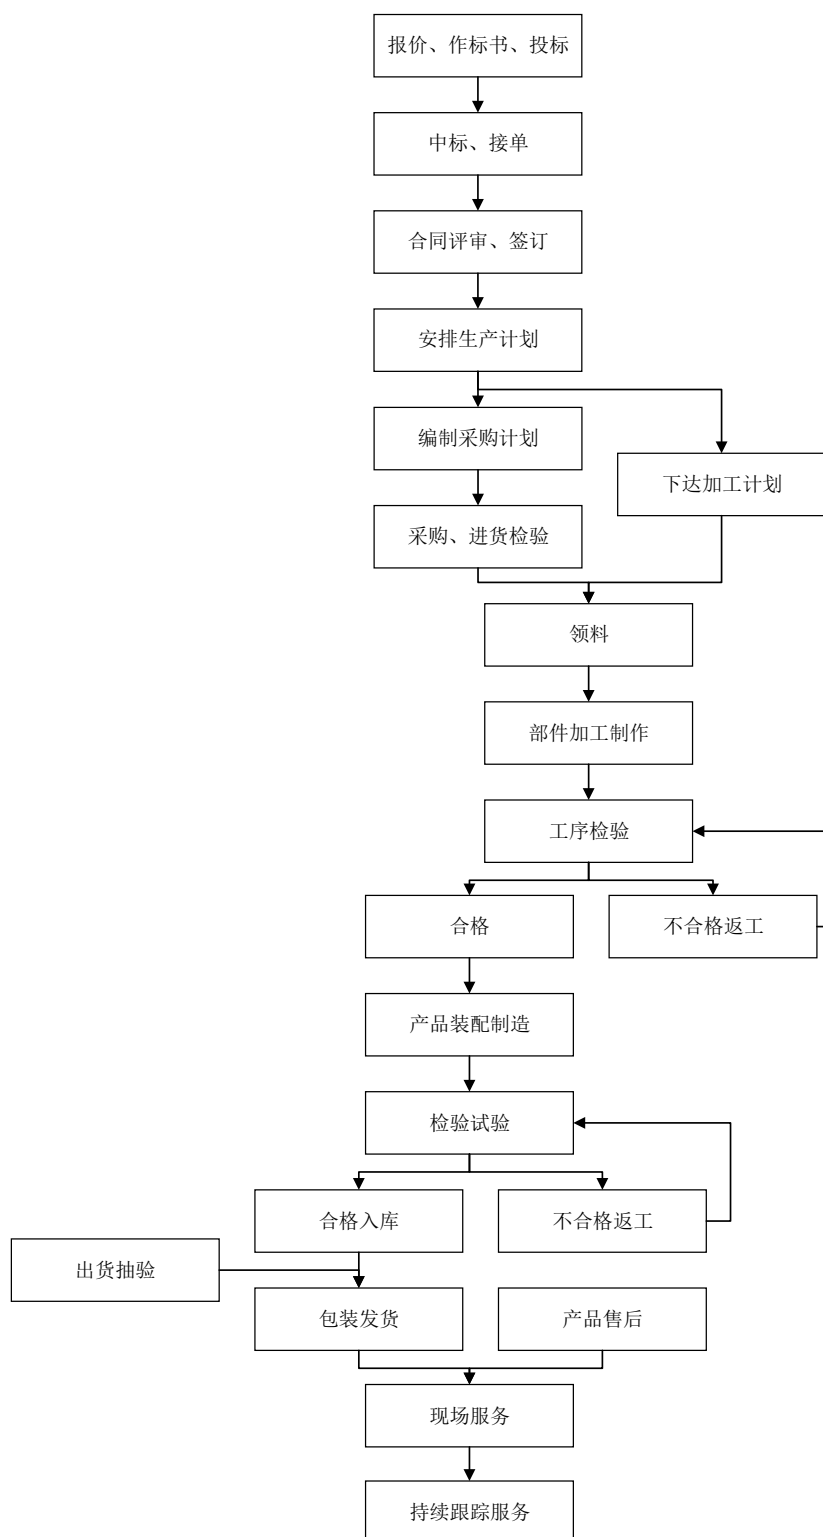 报价、作标书、投标
中标、接单
合同评审、签订
安排生产计划
编制采购计划
下达加工计划
采购、进货检验
领料
部件加工制作
工序检验
合格
不合格返工
产品装配制造
检验试验
合格入库
不合格返工
出货抽验
包装发货
产品售后
现场服务
持续跟踪服务